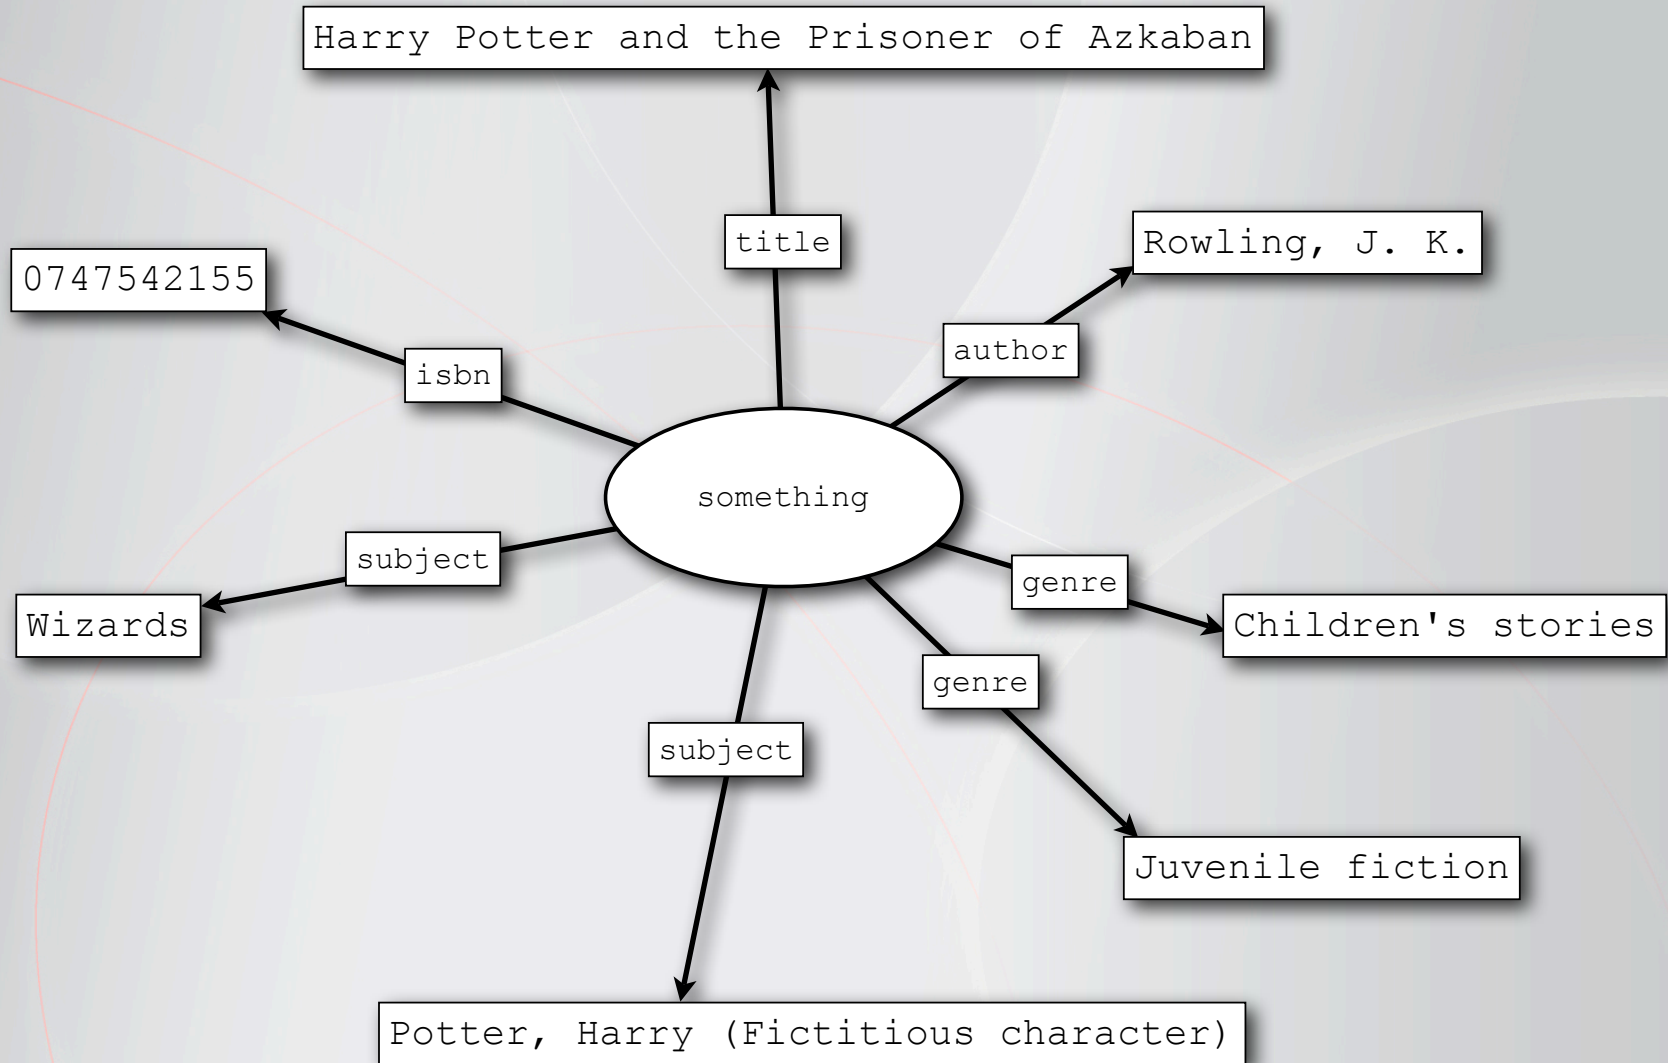 Harry Potter and the Prisoner of Azkaban
title
Rowling, J. K.
0747542155
author
isbn
something
subject
genre
Wizards
Children's stories
genre
subject
Juvenile fiction
Potter, Harry (Fictitious character)